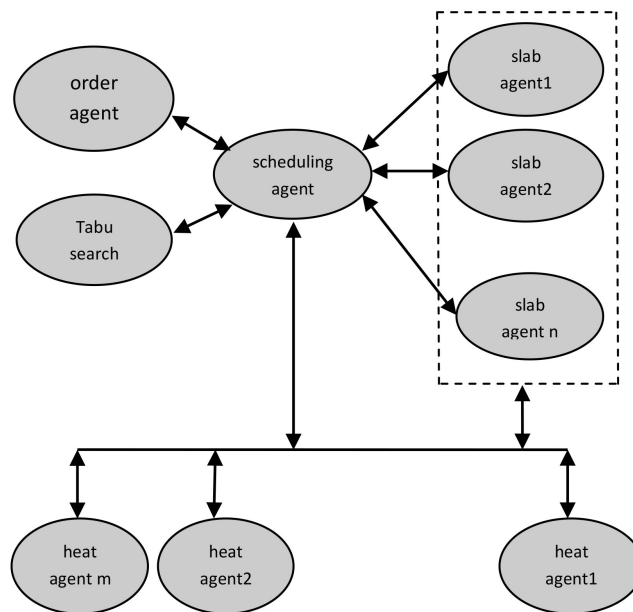 order
agent
Tabu
search
scheduling
agent
slab
agent1
slab
agent2
slab
agent n
heat
agent m
heat
agent2
heat
agent1